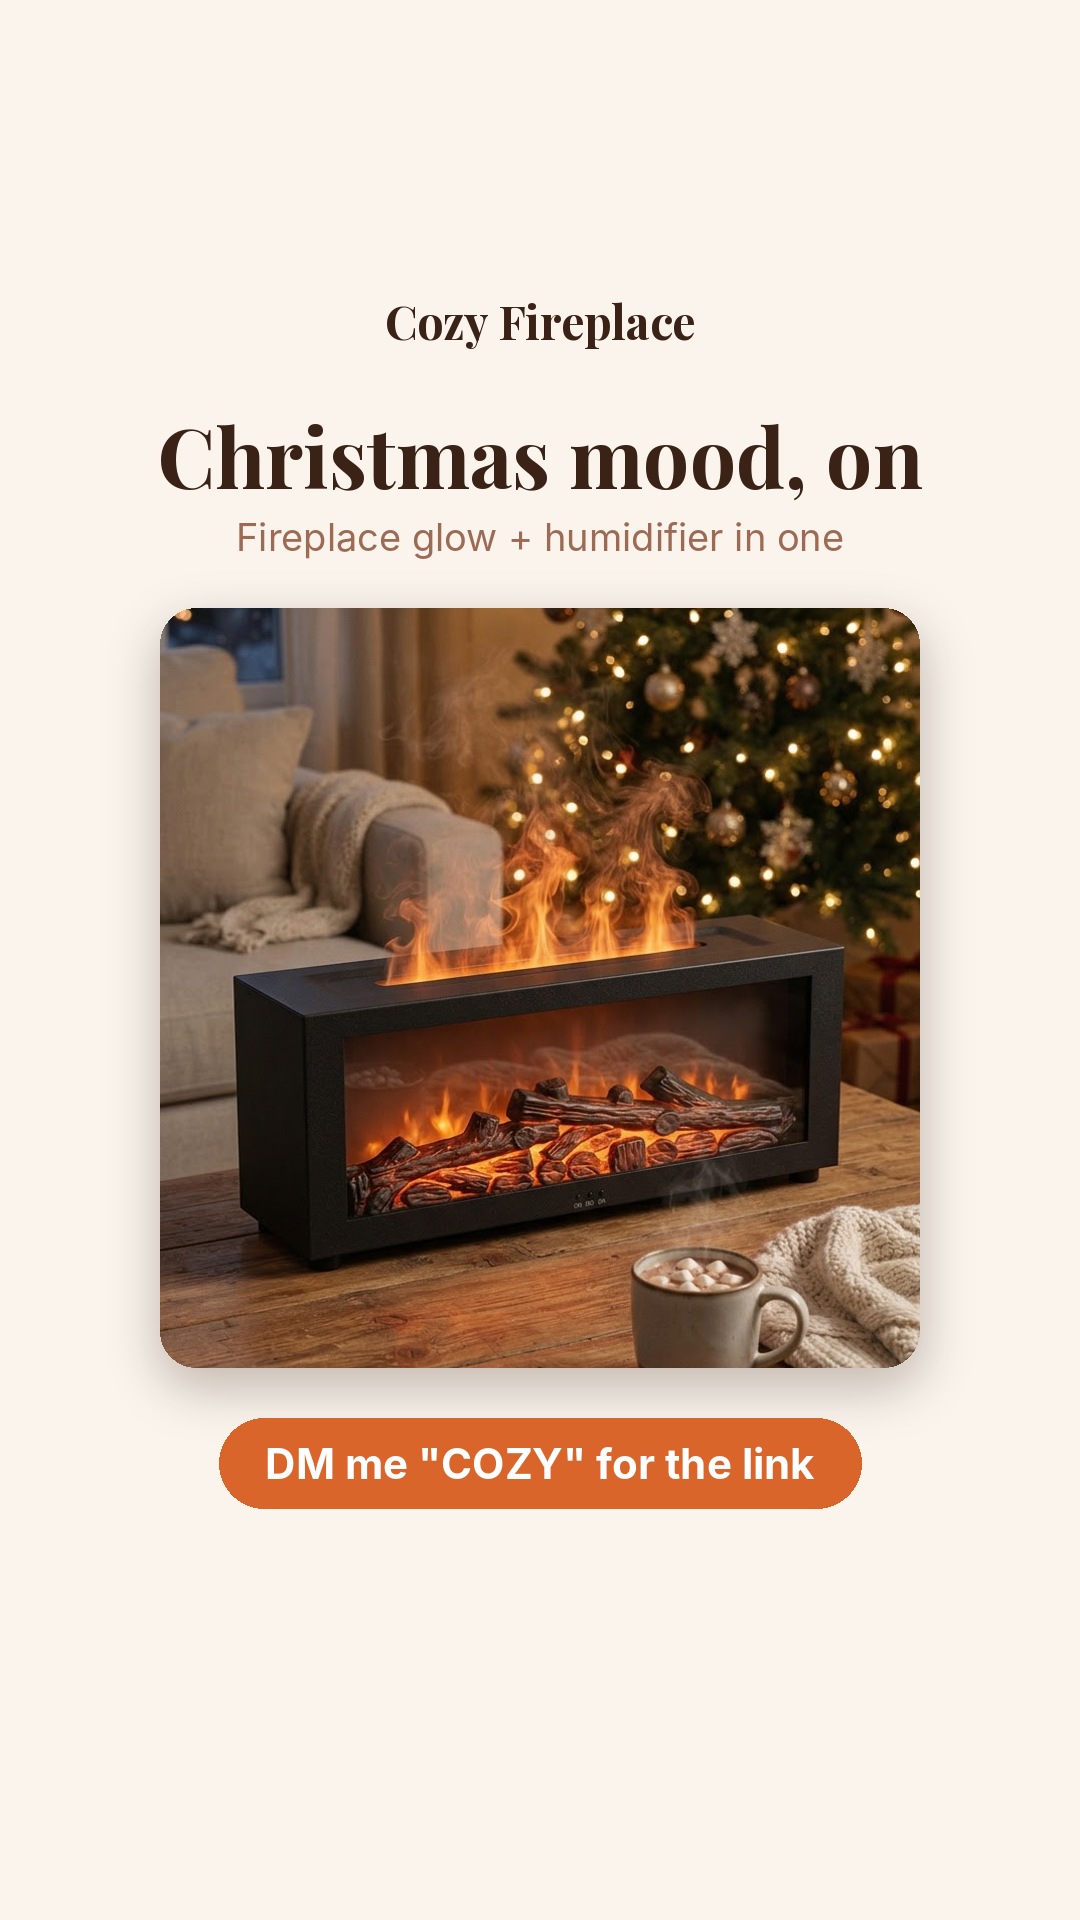 Cozy Fireplace
Christmas mood, on
Fireplace glow + humidifier in one
DM me "COZY" for the link